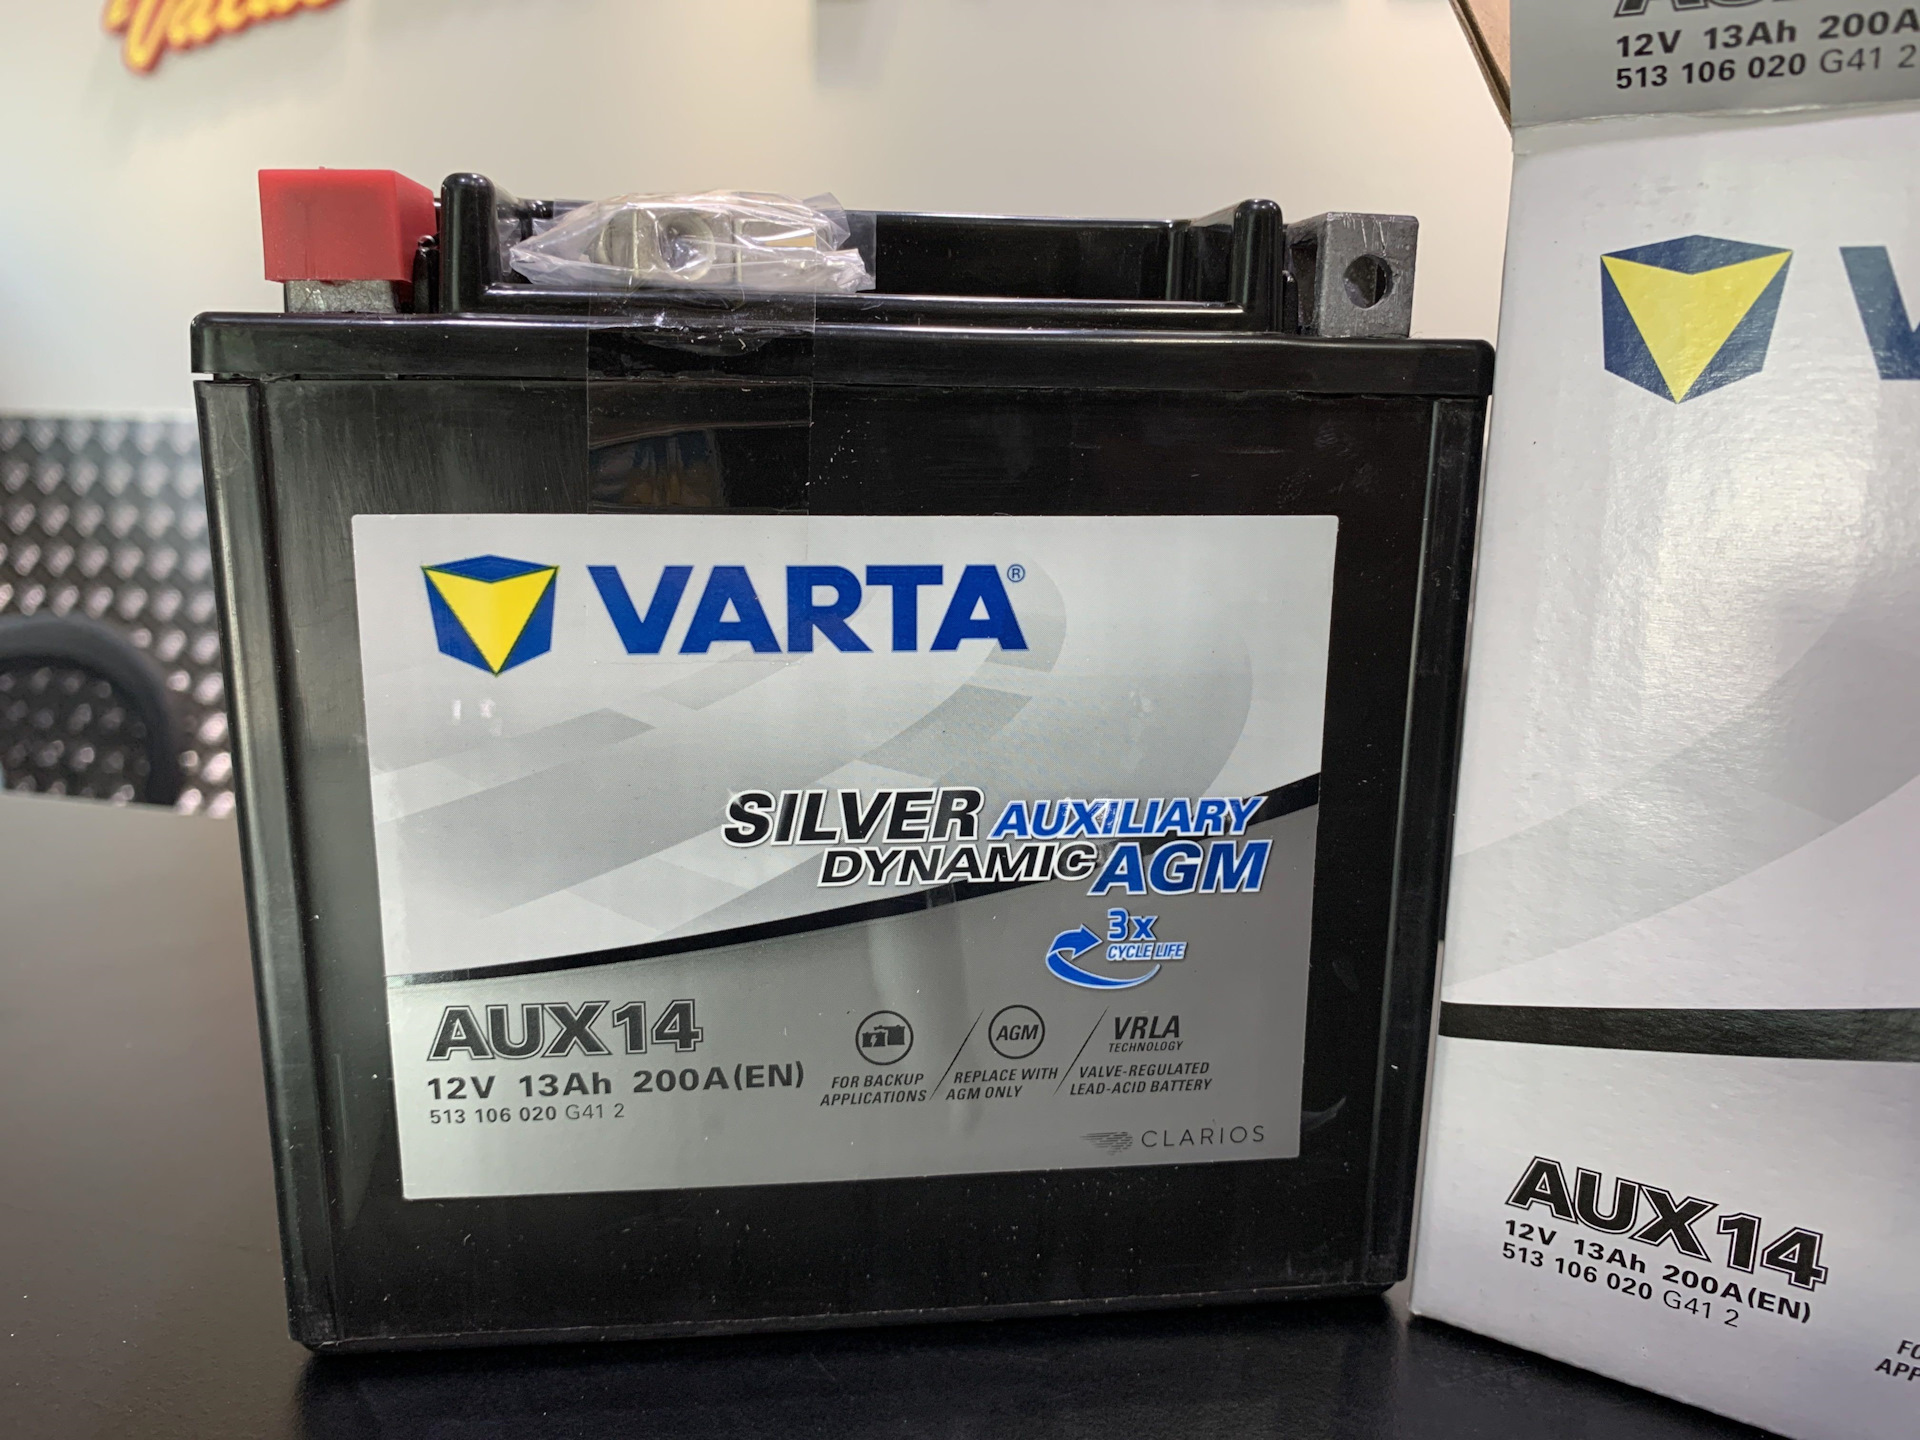 VARTA®
SILVER AUXILIARY
DYNAMIC AGM
3x
CYCLE LIFE
AUX14
12V 13Ah 200A(EN)
513 106 020 G41 2
FOR BACKUP
APPLICATIONS
AGM
REPLACE WITH
AGM ONLY
VRLA
TECHNOLOGY
VALVE-REGULATED
LEAD-ACID BATTERY
CLARIOS
12V 13Ah 200A
513 106 020 G41 2
AUX14
12V 13Ah 200A(EN)
513 106 020 G41 2